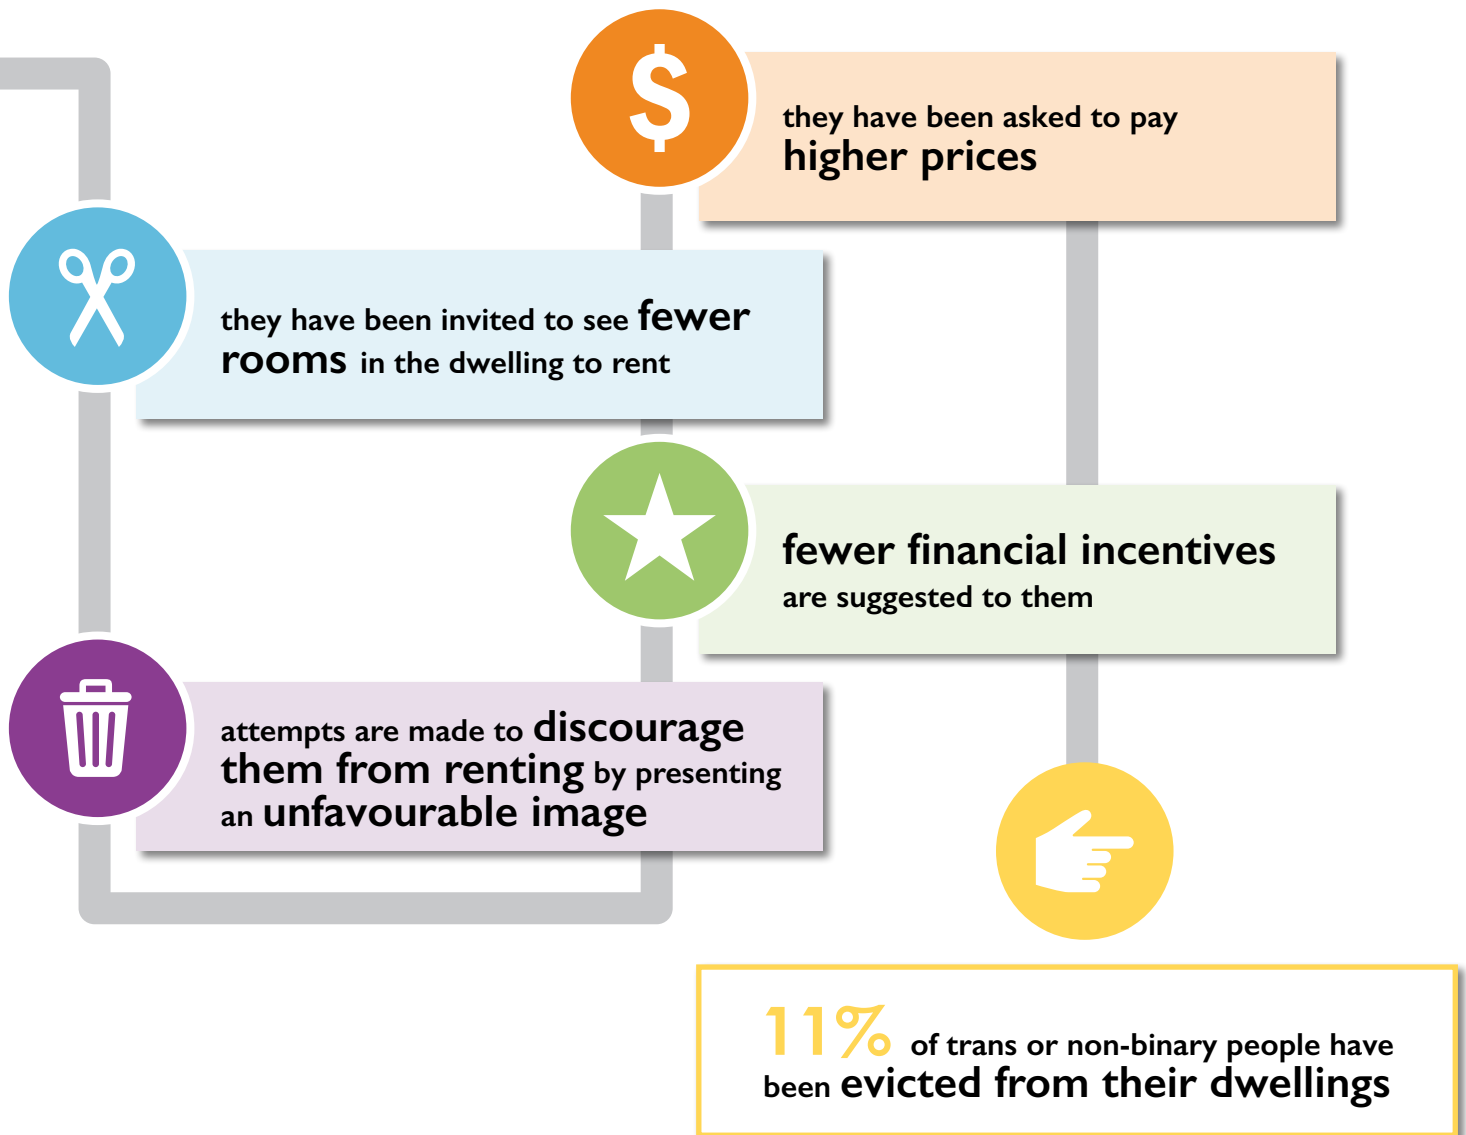 they have been invited to see fewer
rooms in the dwelling to rent
attempts are made to discourage
them from renting by presenting
an unfavourable image
they have been asked to pay
higher prices
fewer financial incentives
are suggested to them
11% of trans or non-binary people have
been evicted from their dwellings